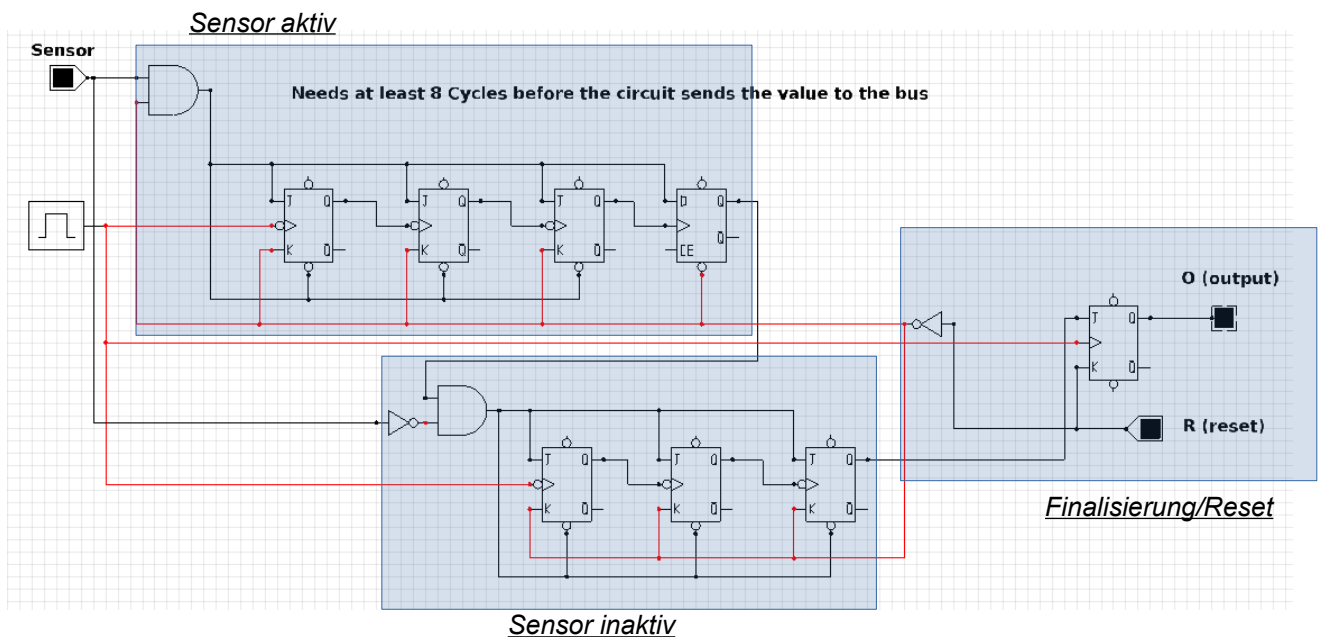 Sensor aktiv
Sensor
Needs at least 8 Cycles before the circuit sends the value to the bus
J Q J Q J Q D Q
K Q̅ K Q̅ K Q̅ CE Q̅
O (output)
J Q
K Q̅
R (reset)
J Q J Q J Q
K Q̅ K Q̅ K Q̅
Finalisierung/Reset
Sensor inaktiv